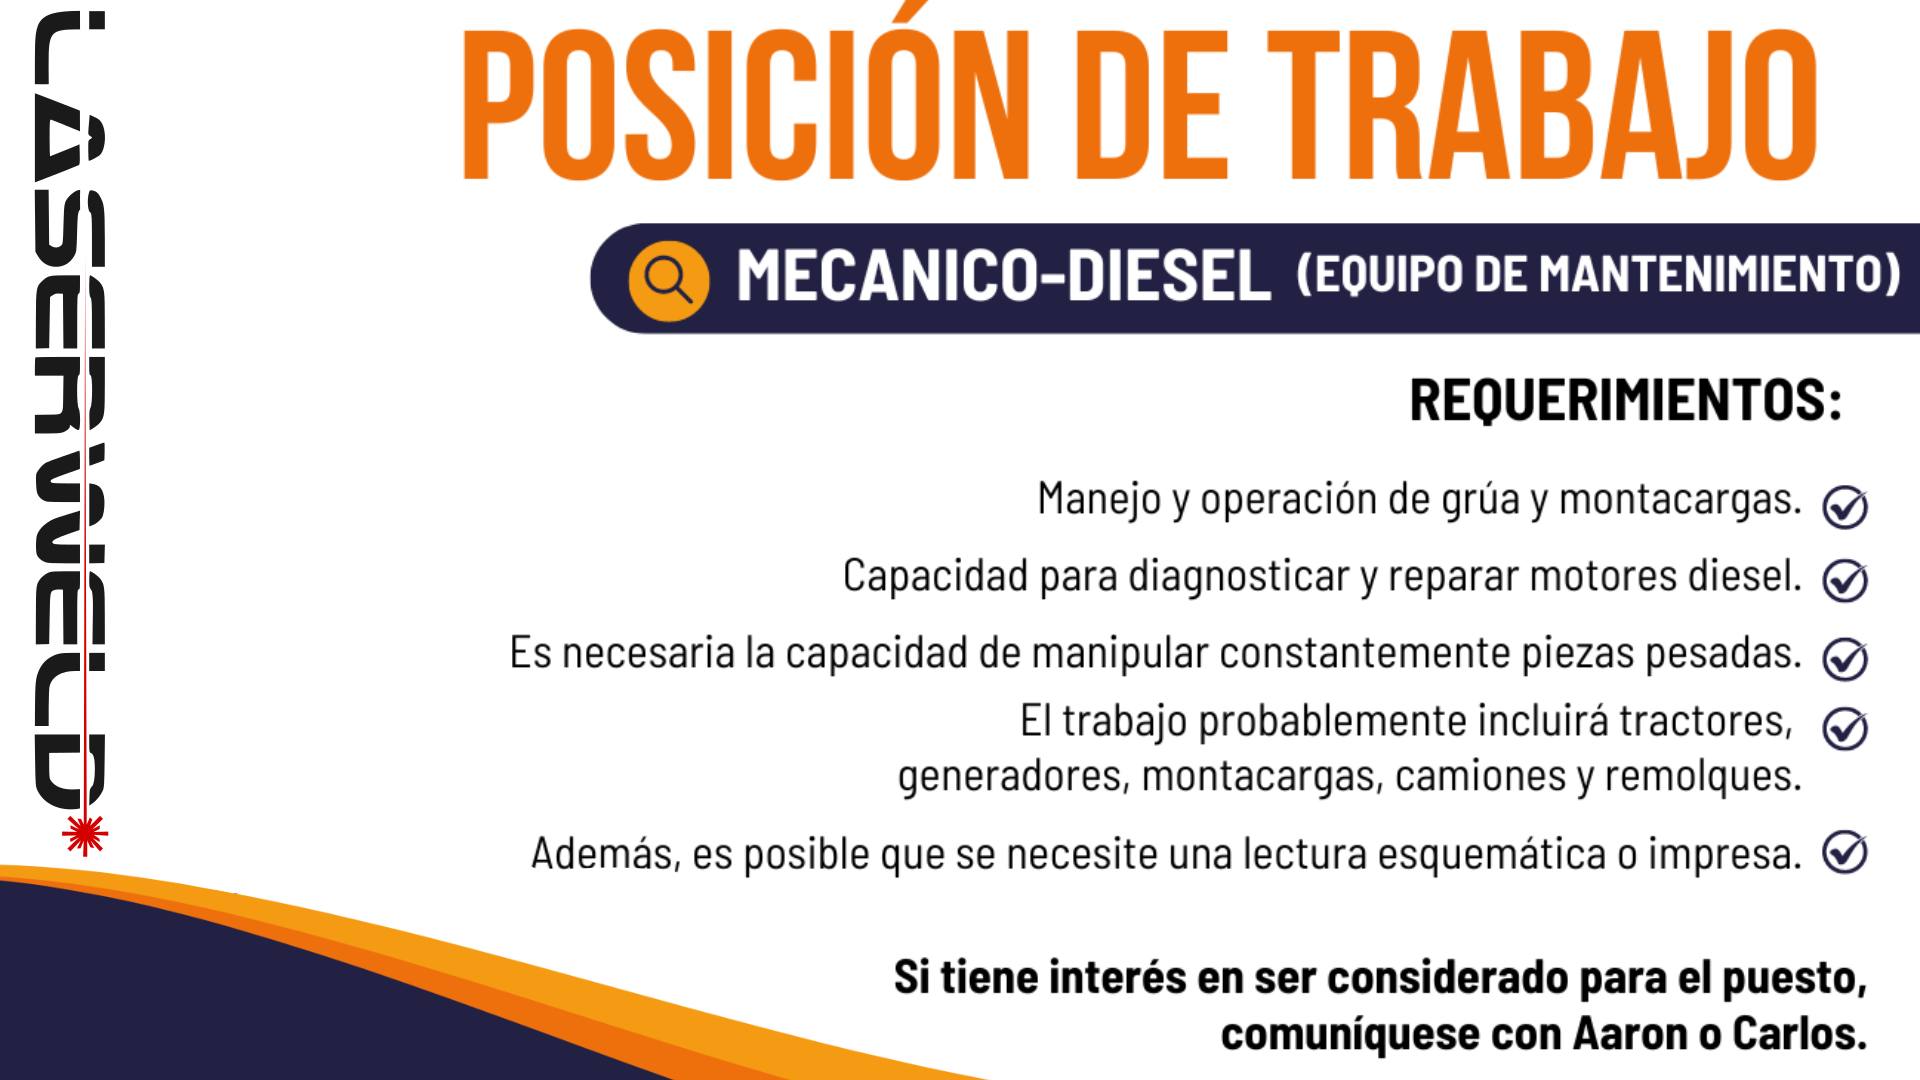 LASERWELD
POSICIÓN DE TRABAJO
MECANICO-DIESEL (EQUIPO DE MANTENIMIENTO)
REQUERIMIENTOS:
Manejo y operación de grúa y montacargas.
Capacidad para diagnosticar y reparar motores diesel.
Es necesaria la capacidad de manipular constantemente piezas pesadas.
El trabajo probablemente incluirá tractores,
generadores, montacargas, camiones y remolques.
Además, es posible que se necesite una lectura esquemática o impresa.
Si tiene interés en ser considerado para el puesto,
comuníquese con Aaron o Carlos.